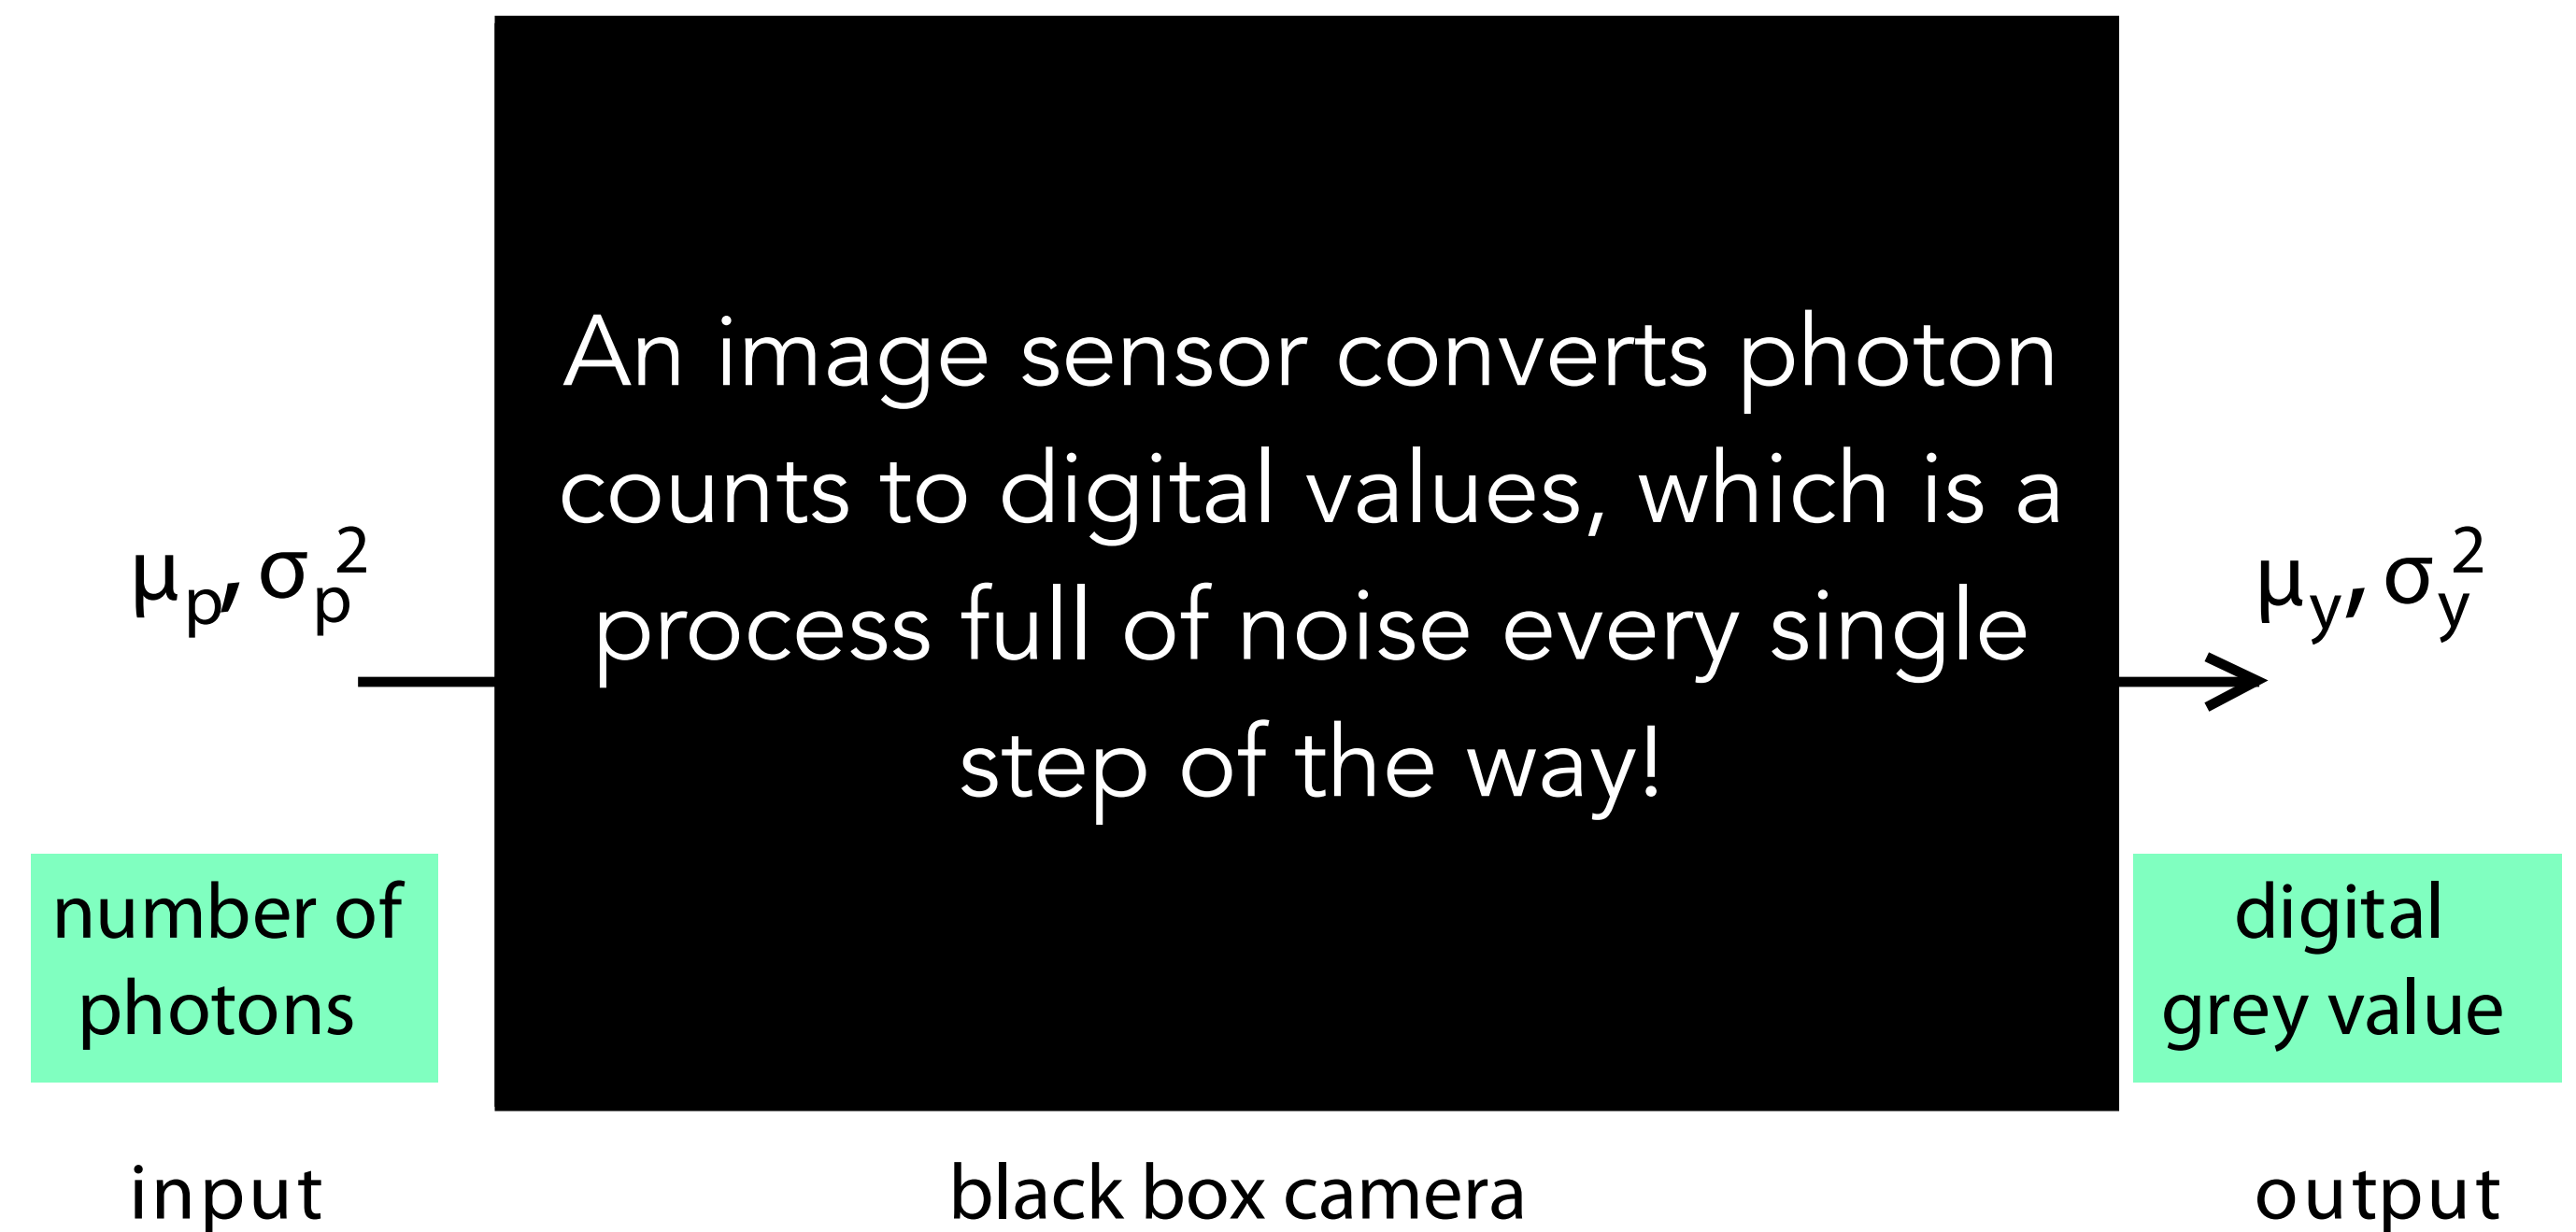 An image sensor converts photon
counts to digital values, which is a
process full of noise every single
step of the way!
μp, σp²
μy, σy²
number of
photons
digital
grey value
input
black box camera
output